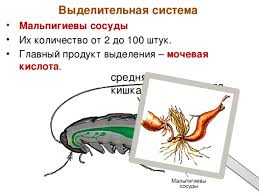 Выделительная система
Мальпигиевы сосуды
Их количество от 2 до 100 штук.
Главный продукт выделения – мочевая
кислота.
средня
кишка
Мальпигиевы
сосуды